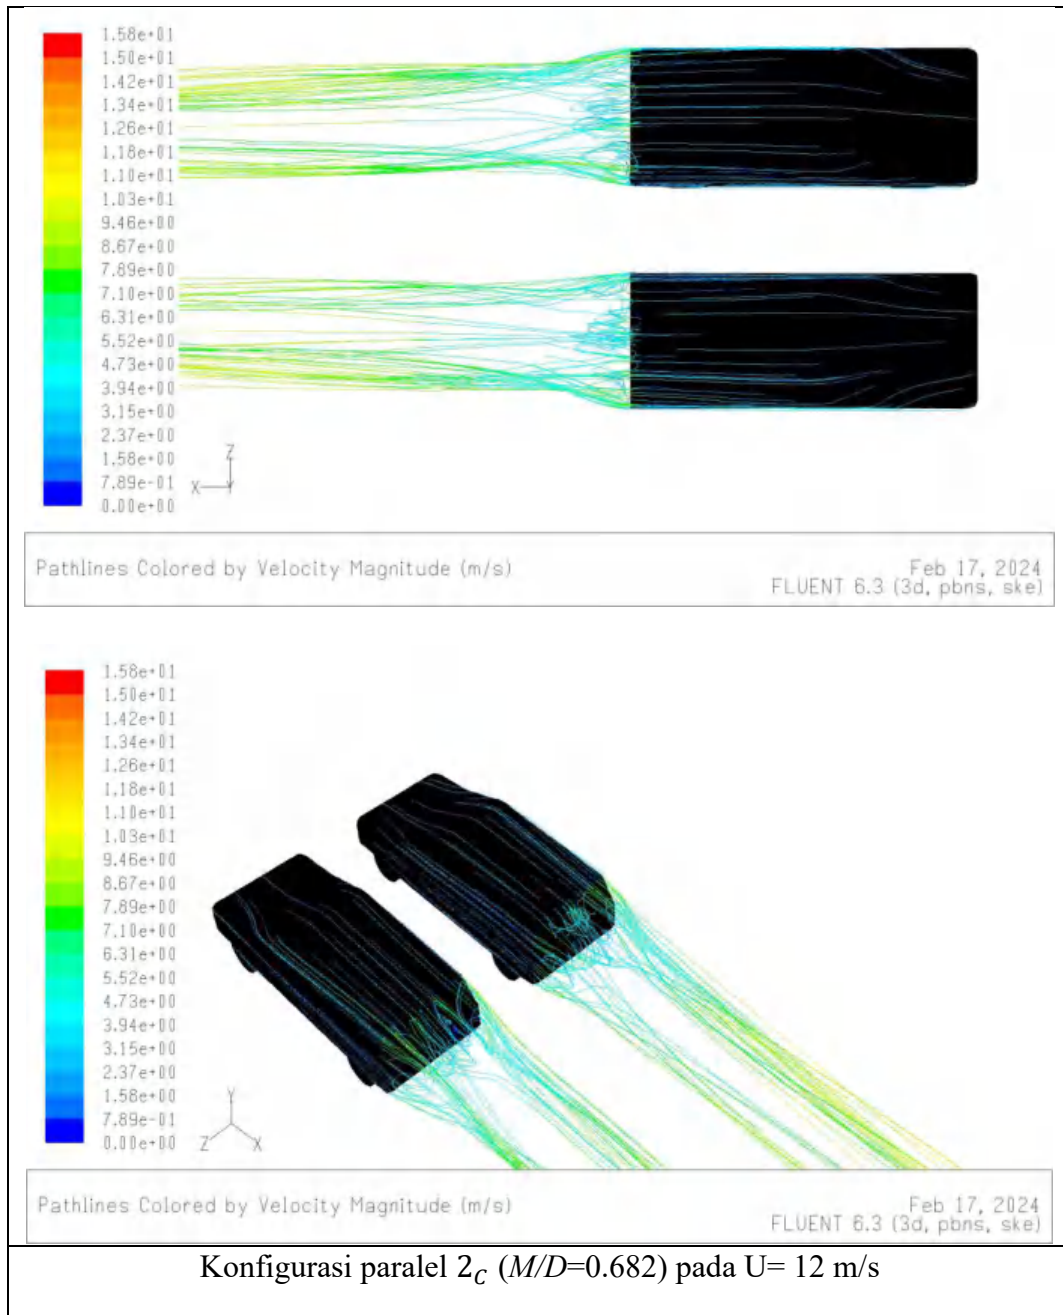 1.58e+01
1.50e+01
1.42e+01
1.34e+01
1.26e+01
1.18e+01
1.10e+01
1.03e+01
9.46e+00
8.67e+00
7.89e+00
7.10e+00
6.31e+00
5.52e+00
4.73e+00
3.94e+00
3.15e+00
2.37e+00
1.58e+00
7.89e-01
0.00e+00
Z
X
Y
Pathlines Colored by Velocity Magnitude (m/s)
Feb 17, 2024
FLUENT 6.3 (3d, pbns, ske)
1.58e+01
1.50e+01
1.42e+01
1.34e+01
1.26e+01
1.18e+01
1.10e+01
1.03e+01
9.46e+00
8.67e+00
7.89e+00
7.10e+00
6.31e+00
5.52e+00
4.73e+00
3.94e+00
3.15e+00
2.37e+00
1.58e+00
7.89e-01
0.00e+00
Y
Z X
Pathlines Colored by Velocity Magnitude (m/s)
Feb 17, 2024
FLUENT 6.3 (3d, pbns, ske)
Konfigurasi paralel 2_C (M/D=0.682) pada U= 12 m/s